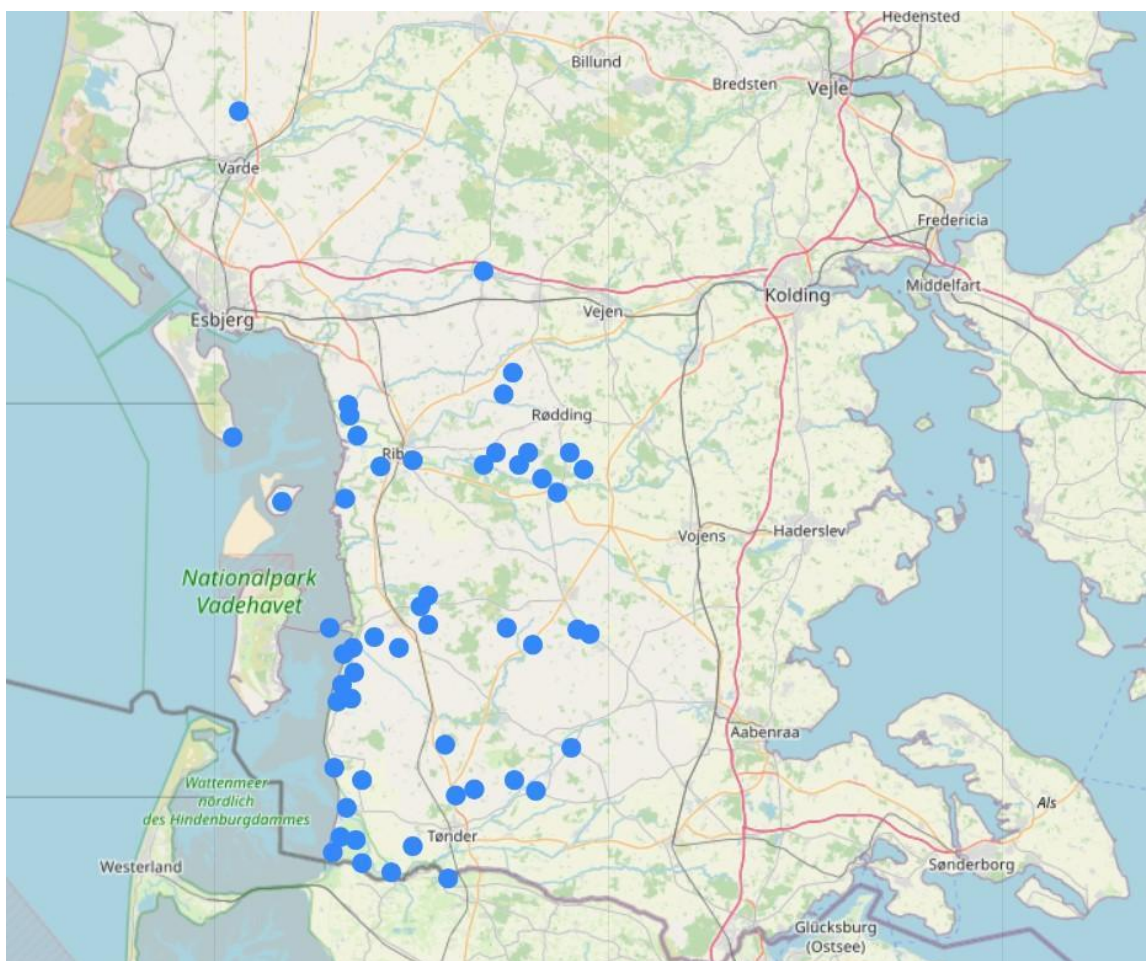 Hedensted
Billund
Bredsten
Vejle
Varde
Fredericia
Middelfart
Kolding
Esbjerg
Vejen
Rødding
Rib
Vojens
Haderslev
Nationalpark
Vadehavet
Aabenraa
Wattenmeer
nördlich
des Hindenburgdammes
Als
Tønder
Westerland
Sønderborg
Glücksburg
(Ostsee)